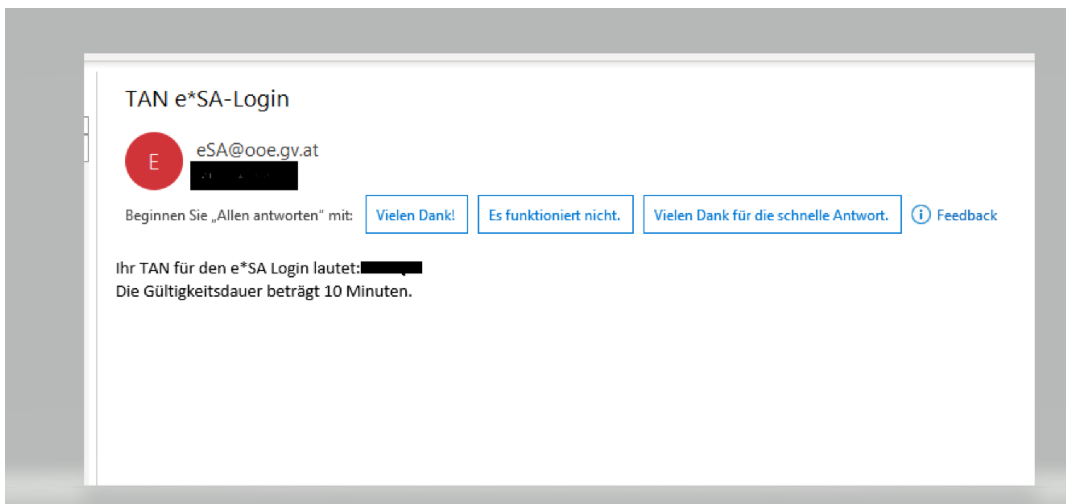 TAN e*SA-Login
E
eSA@ooe.gv.at
Beginnen Sie „Allen antworten" mit: Vielen Dank! Es funktioniert nicht. Vielen Dank für die schnelle Antwort. Feedback
Ihr TAN für den e*SA Login lautet:
Die Gültigkeitsdauer beträgt 10 Minuten.